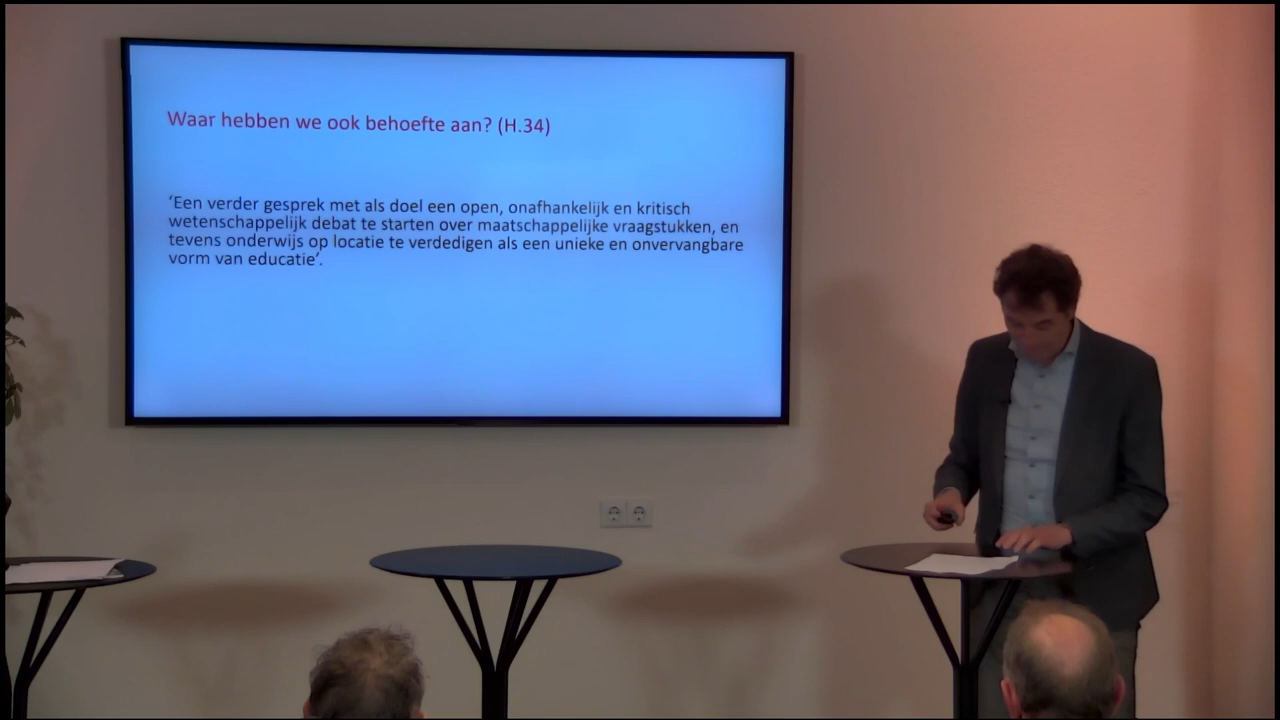 Waar hebben we ook behoefte aan? (H.34)
‘Een verder gesprek met als doel een open, onafhankelijk en kritisch
wetenschappelijk debat te starten over maatschappelijke vraagstukken, en
tevens onderwijs op locatie te verdedigen als een unieke en onvervangbare
vorm van educatie’.